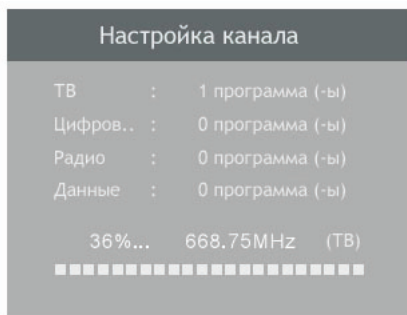 Настройка канала
ТВ : 1 программа (-ы)
Цифров.. : 0 программа (-ы)
Радио : 0 программа (-ы)
Данные : 0 программа (-ы)
36%... 668.75MHz (ТВ)